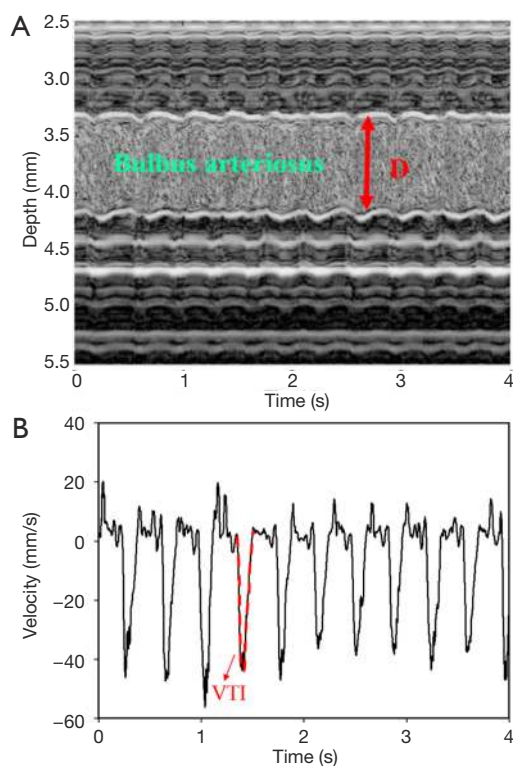 A
2.5
3.0
3.5
4.0
4.5
5.0
5.5
Depth (mm)
Bulbus arteriosus
D
0 1 2 3 4
Time (s)
B
40
20
0
−20
−40
−60
Velocity (mm/s)
VTI
0 1 2 3 4
Time (s)